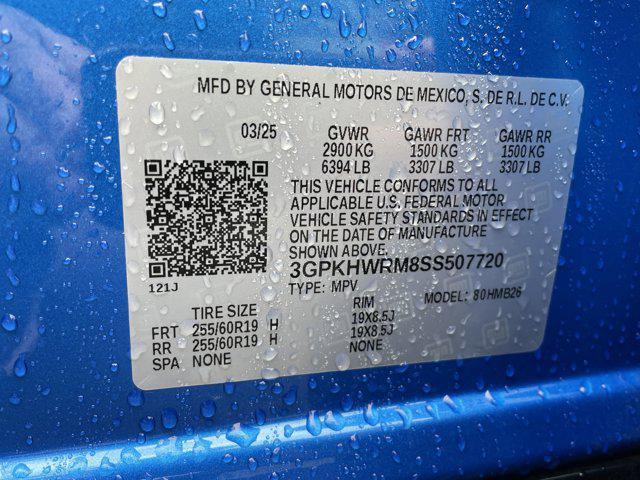 MFD BY GENERAL MOTORS DE MEXICO, S. DE R.L. DE C.V.
03/25 GVWR GAWR FRT GAWR RR
2900 KG 1500 KG 1500 KG
6394 LB 3307 LB 3307 LB
THIS VEHICLE CONFORMS TO ALL
APPLICABLE U.S. FEDERAL MOTOR
VEHICLE SAFETY STANDARDS IN EFFECT
ON THE DATE OF MANUFACTURE
SHOWN ABOVE.
3GPKHWRM8SS507720
121J TYPE: MPV MODEL: 80HMB26
TIRE SIZE RIM
FRT 255/60R19 H 19X8.5J
RR 255/60R19 H 19X8.5J
SPA NONE NONE